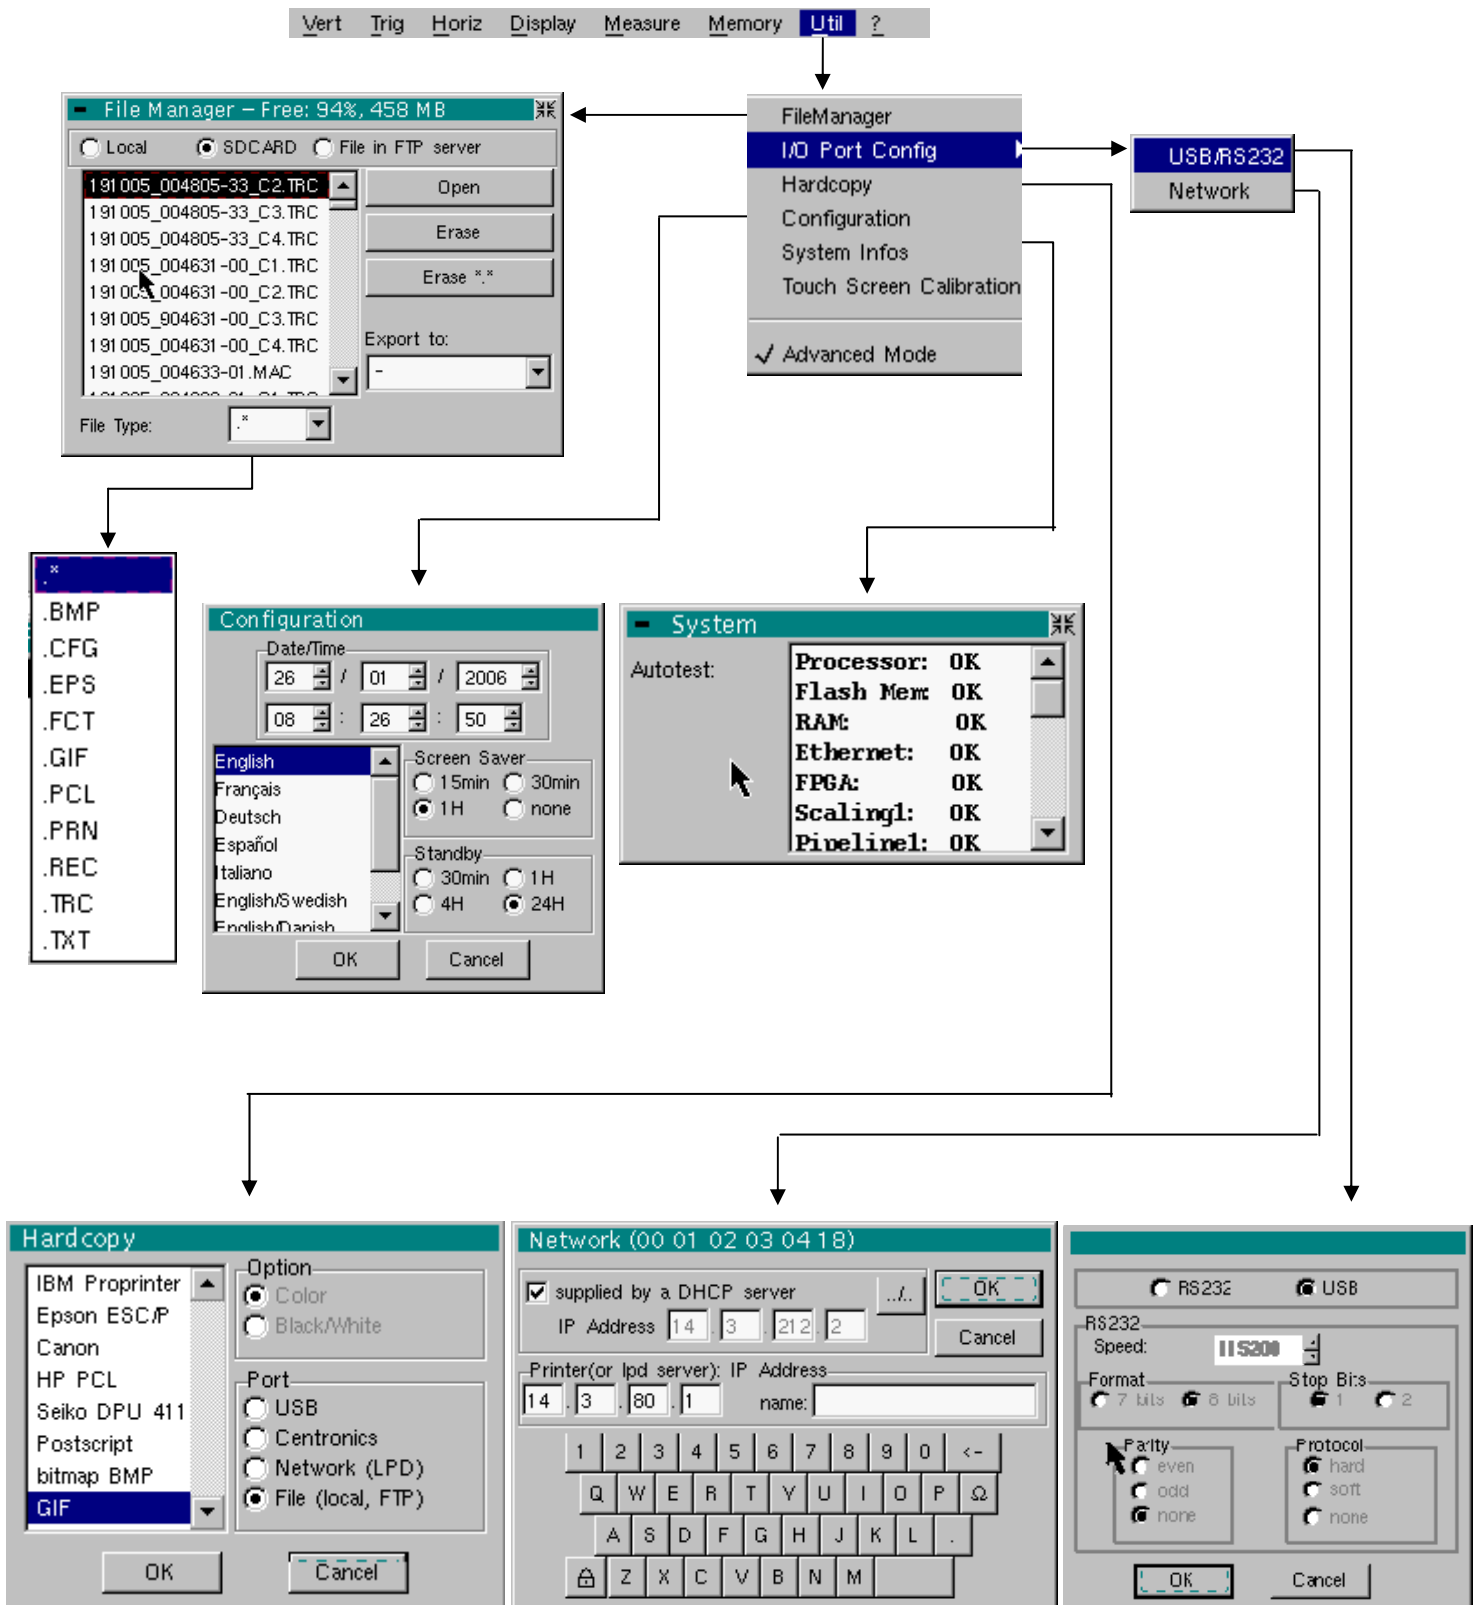 Vert Trig Horiz Display Measure Memory Util ?
File Manager – Free: 94%, 458 MB
Local SDCARD File in FTP server
191005_004805-33_C2.TRC
191005_004805-33_C3.TRC
191005_004805-33_C4.TRC
191005_004631-00_C1.TRC
191005_004631-00_C2.TRC
191005_904631-00_C3.TRC
191005_004631-00_C4.TRC
191005_004633-01.MAC
Open
Erase
Erase *.*
Export to:
-
File Type: .*
FileManager
I/O Port Config
Hardcopy
Configuration
System Infos
Touch Screen Calibration
✓ Advanced Mode
USB/RS232
Network
.*
.BMP
.CFG
.EPS
.FCT
.GIF
.PCL
.PRN
.REC
.TRC
.TXT
Configuration
Date/Time
26 / 01 / 2006
08 : 26 : 50
English
Français
Deutsch
Español
Italiano
English/Swedish
English/Danish
Screen Saver
15min 30min
1H none
Standby
30min 1H
4H 24H
OK Cancel
System
Autotest:
Processor: OK
Flash Mem: OK
RAM: OK
Ethernet: OK
FPGA: OK
Scaling1: OK
Pipeline1: OK
Hardcopy
IBM Proprinter
Epson ESC/P
Canon
HP PCL
Seiko DPU 411
Postscript
bitmap BMP
GIF
Option
Color
Black/White
Port
USB
Centronics
Network (LPD)
File (local, FTP)
OK Cancel
Network (00 01 02 03 04 18)
supplied by a DHCP server ../..
IP Address 14 . 3 . 212 . 2
OK
Cancel
Printer(or lpd server): IP Address
14 . 3 . 80 . 1 name:
1 2 3 4 5 6 7 8 9 0 <-
Q W E R T Y U I O P Ω
A S D F G H J K L .
Z X C V B N M
RS232 USB
RS232
Speed: 115200
Format
7 bits 8 bits
Stop Bits
1 2
Parity
even
odd
none
Protocol
hard
soft
none
OK Cancel